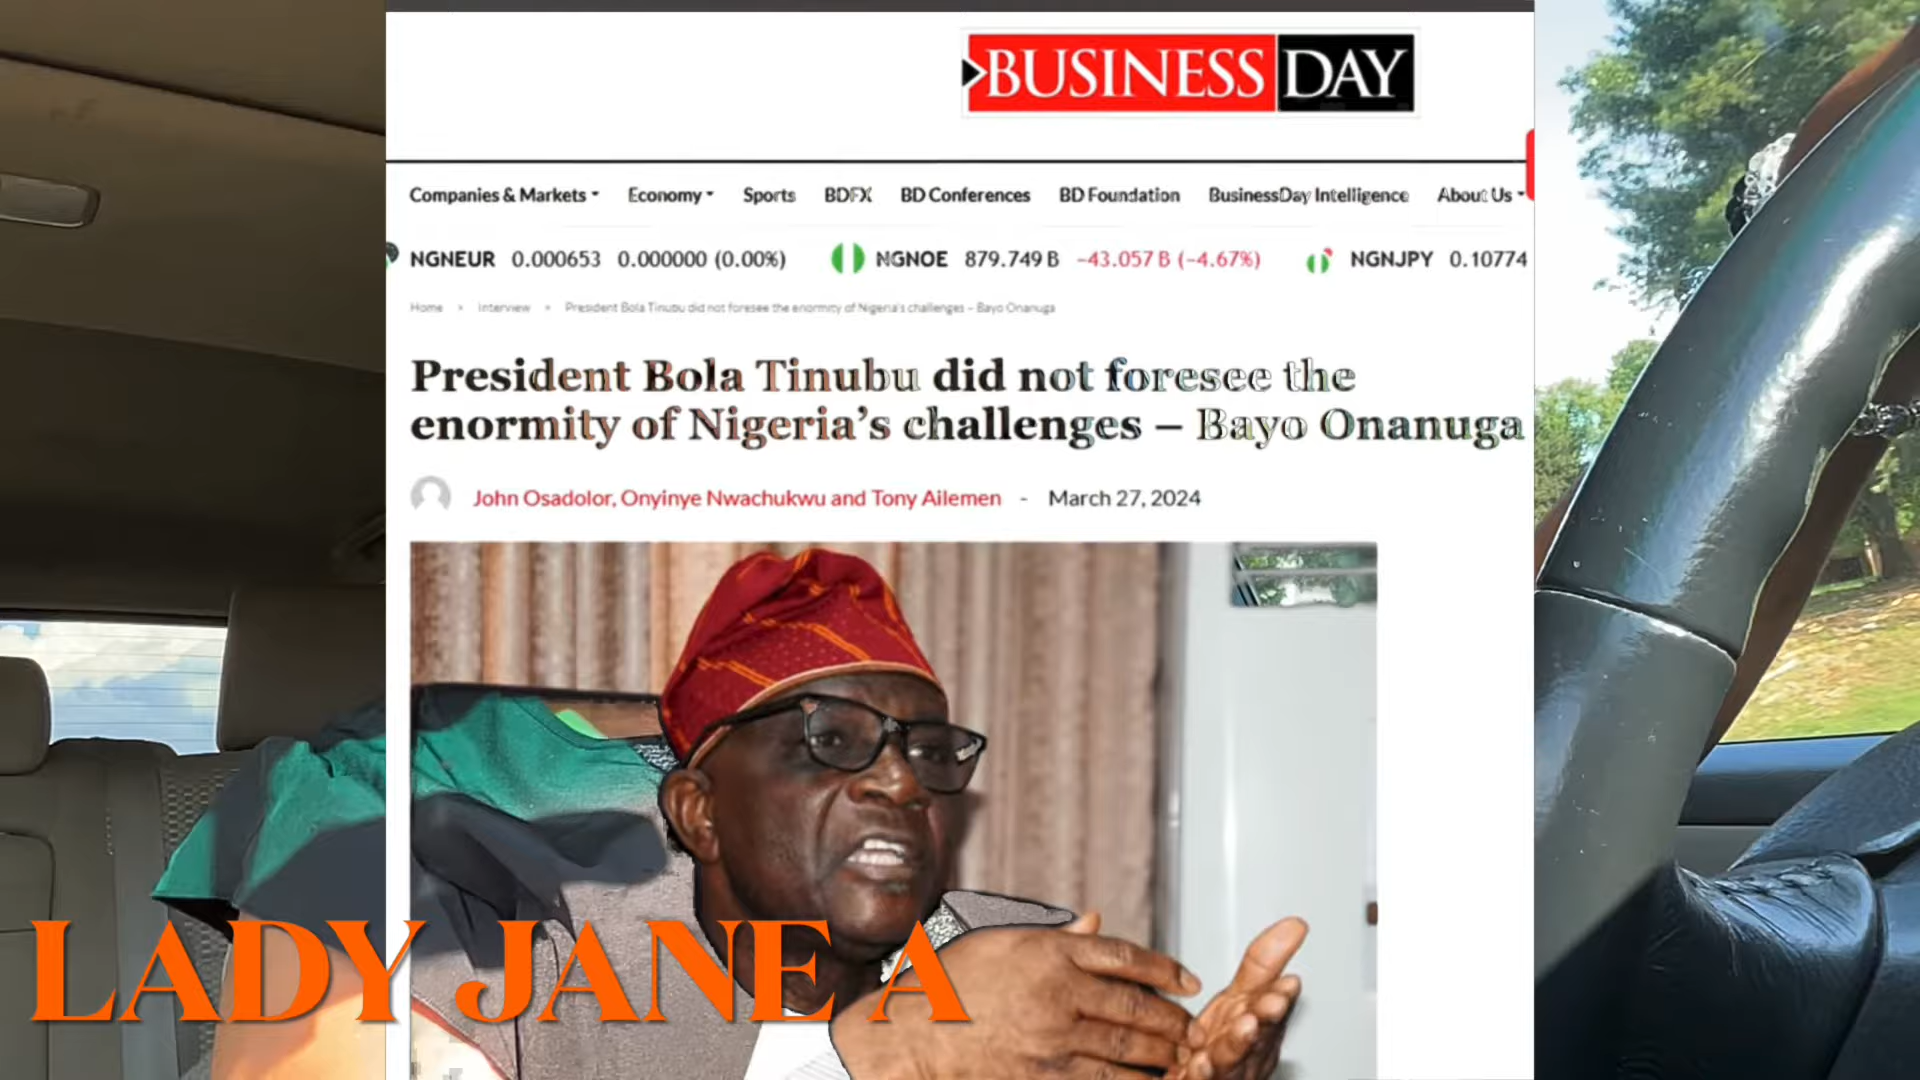 BUSINESS DAY
Companies & Markets Economy Sports BDFX BD Conferences BD Foundation BusinessDay Intelligence About Us
NGNEUR 0.000653 0.000000 (0.00%) NGNOE 879.749 B -43.057 B (-4.67%) NGNJPY 0.10774
Home > Interview > President Bola Tinubu did not foresee the enormity of Nigeria's challenges – Bayo Onanuga
President Bola Tinubu did not foresee the
enormity of Nigeria's challenges – Bayo Onanuga
John Osadolor, Onyinye Nwachukwu and Tony Ailemen - March 27, 2024
LADY JANE A